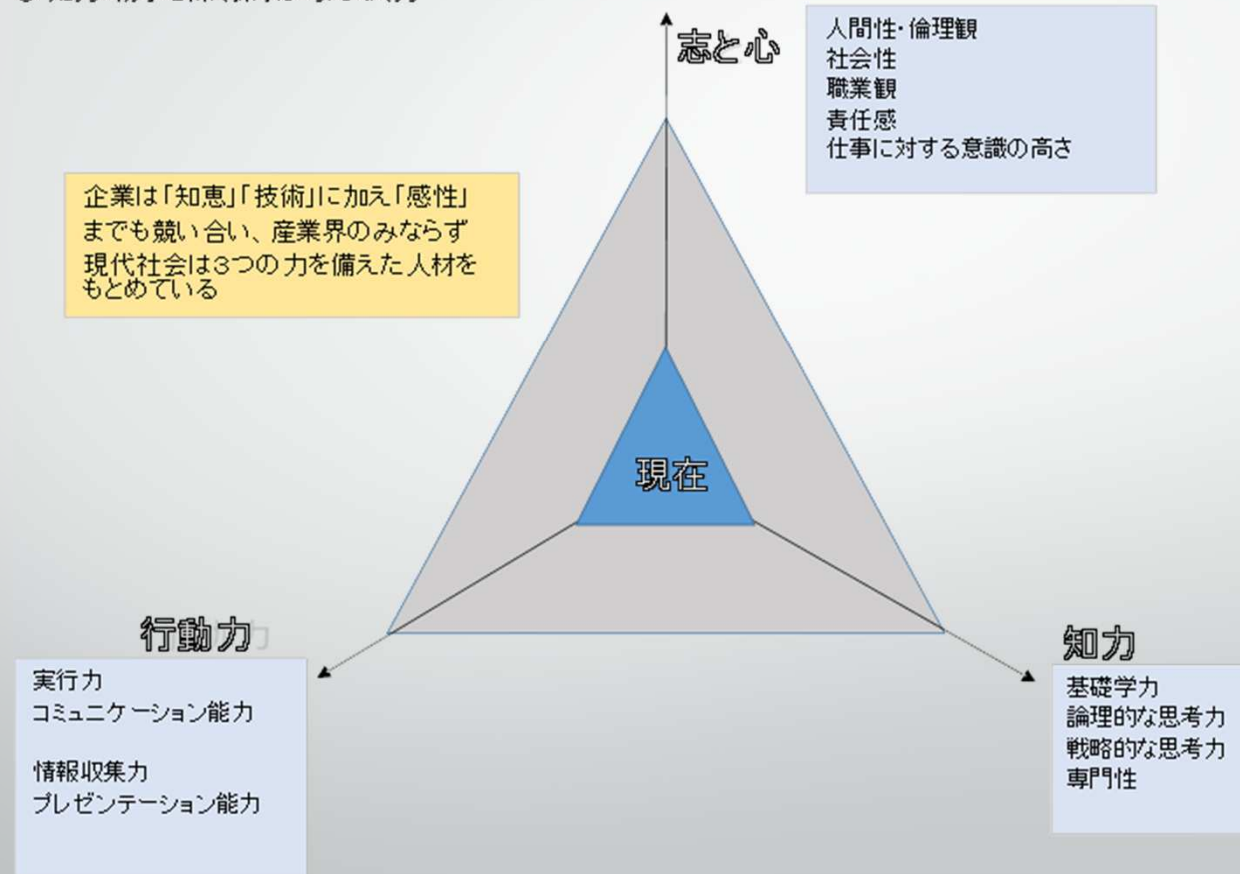 志と心
人間性・倫理観
社会性
職業観
責任感
仕事に対する意識の高さ
企業は「知恵」「技術」に加え「感性」
までも競い合い、産業界のみならず
現代社会は3つの力を備えた人材を
もとめている
現在
行動力
実行力
コミュニケーション能力
情報収集力
プレゼンテーション能力
知力
基礎学力
論理的な思考力
戦略的な思考力
専門性